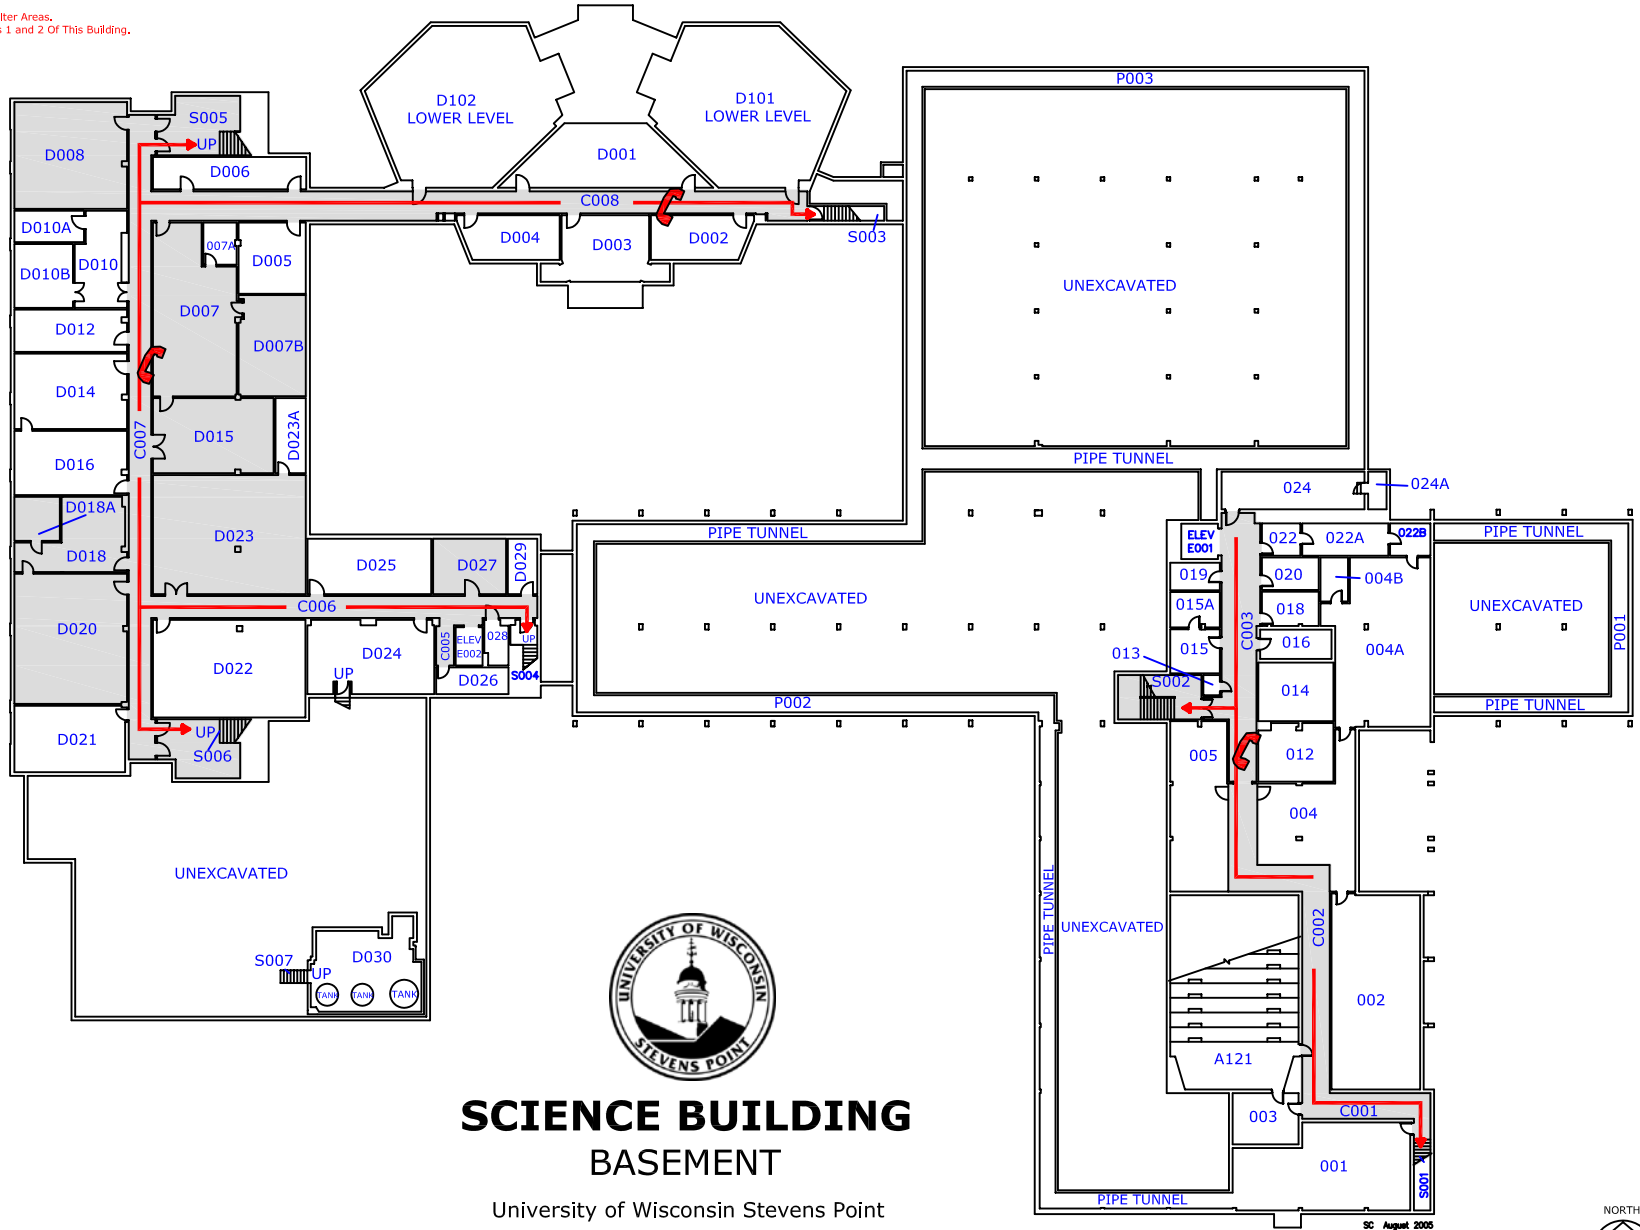 lter Areas.
s 1 and 2 Of This Building.
P003
D102
LOWER LEVEL
D101
LOWER LEVEL
S005
UP
D008
D001
D006
C008
D010A
007A
D004
D003
D002
S003
D010B
D010
D005
UNEXCAVATED
D007
D012
D007B
D014
C007
D015
D023A
D016
PIPE TUNNEL
024
024A
D018A
D018
D023
PIPE TUNNEL
ELEV
E001
022
022A
022B
PIPE TUNNEL
D025
D027
D029
019
020
004B
UNEXCAVATED
015A
018
UNEXCAVATED
C006
C003
P001
D020
C005
ELEV
E002
028
UP
013
015
016
004A
D022
D024
UP
D026
S004
S002
014
P002
PIPE TUNNEL
D021
UP
S006
005
012
004
UNEXCAVATED
PIPE TUNNEL
UNEXCAVATED
C002
S007
UP
D030
TANK
TANK
TANK
UNIVERSITY OF WISCONSIN
STEVENS POINT
002
A121
SCIENCE BUILDING
BASEMENT
003
C001
001
S001
University of Wisconsin Stevens Point
PIPE TUNNEL
NORTH
SC August 2005